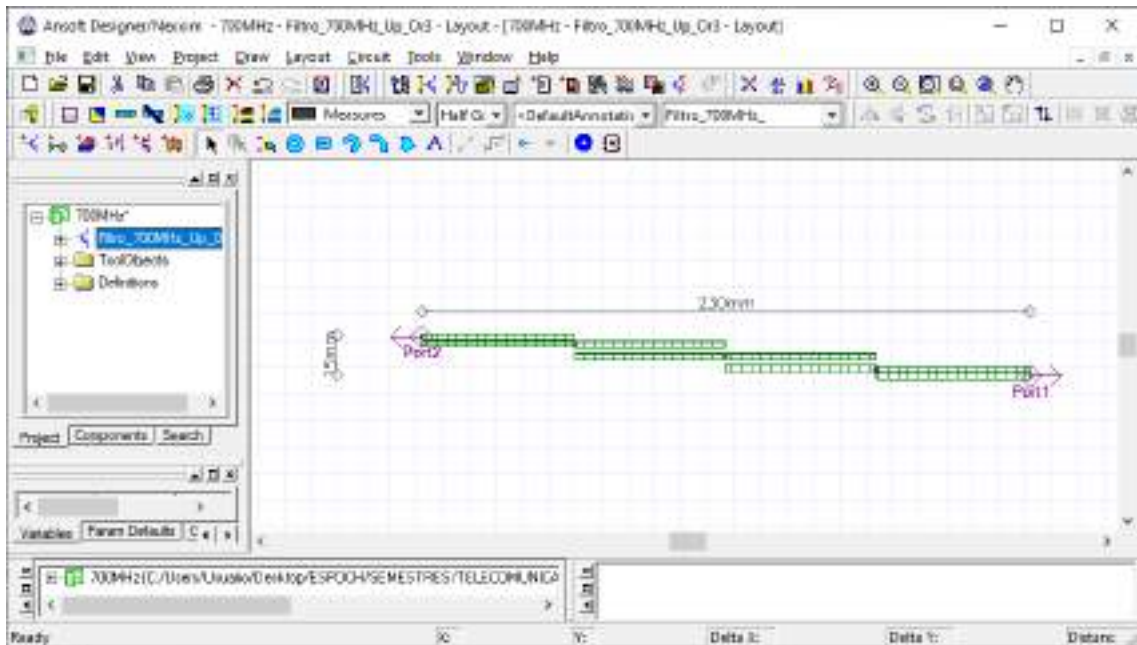 Ansoft Designer/Nexxim - 700MHz - Filtro_700MHz_Up_Or3 - Layout - [700MHz - Filtro_700MHz_Up_Or3 - Layout]
File Edit View Project Draw Layout Circuit Tools Window Help
Measures Half G <DefaultAnnotati Filtro_700MHz_
A
700MHz*
Filtro_700MHz_Up_O
ToolObjects
Definitions
230mm
15mm
Port2
Port1
Project Components Search
Variables Param Defaults C
700MHz (C:/Users/Usuario/Desktop/ESPOCH/SEMESTRES/TELECOMUNICA
Ready X: Y: Delta X: Delta Y: Distanc